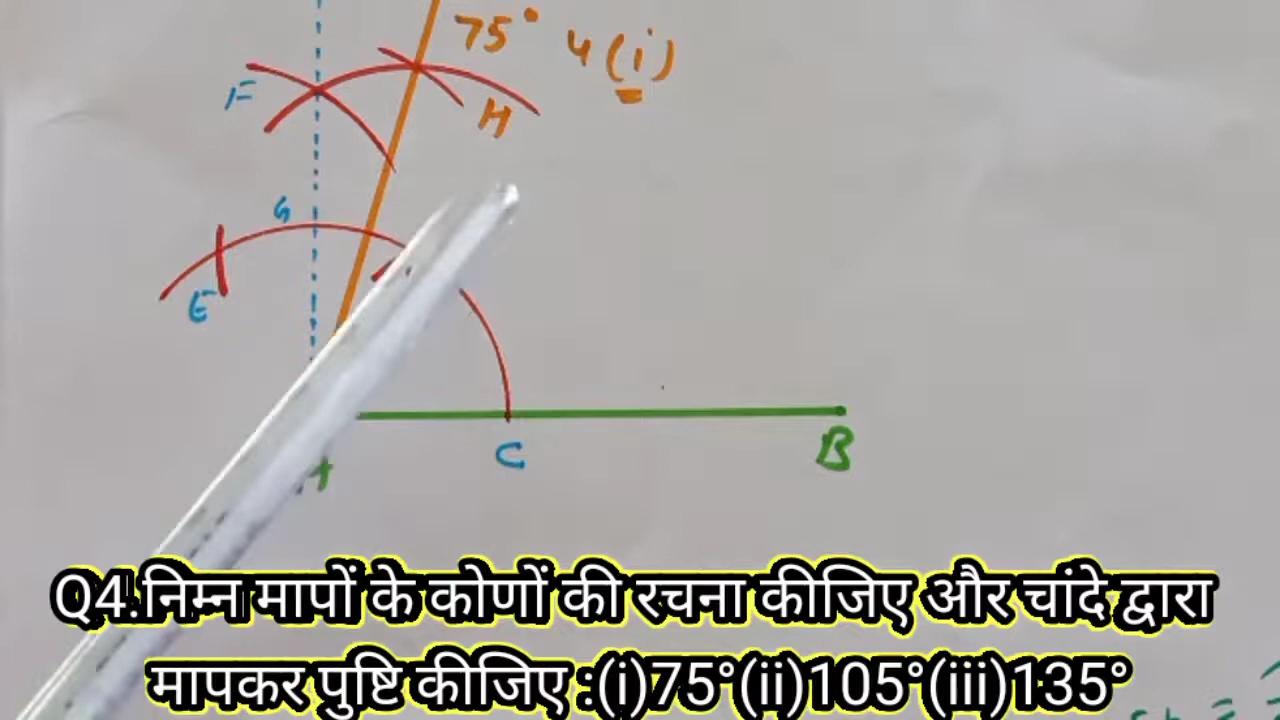 75° 4(i)
F
H
G
E
A
C
B
Q4.निम्न मापों के कोणों की रचना कीजिए और चांदे द्वारा
मापकर पुष्टि कीजिए :(i)75°(ii)105°(iii)135°